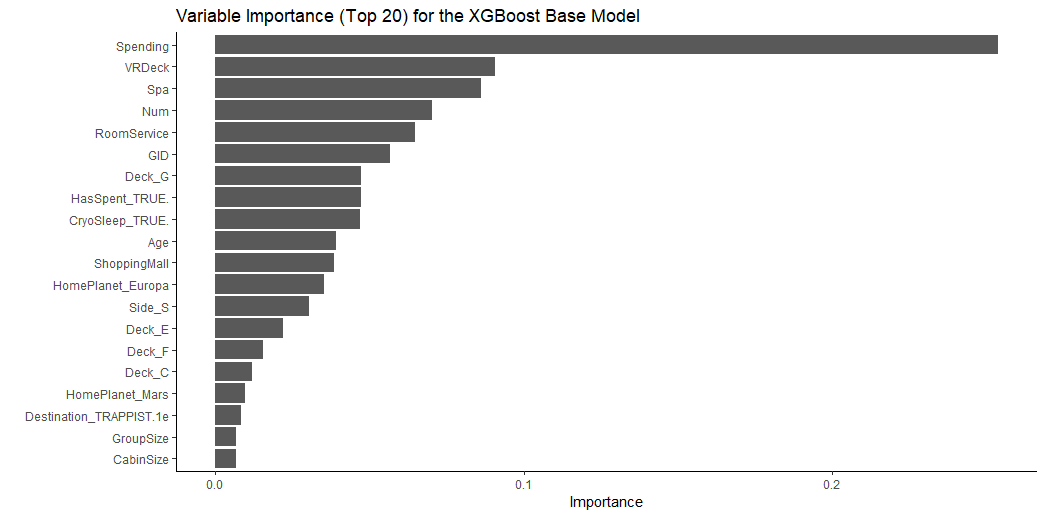 Variable Importance (Top 20) for the XGBoost Base Model
Spending
VRDeck
Spa
Num
RoomService
GID
Deck_G
HasSpent_TRUE.
CryoSleep_TRUE.
Age
ShoppingMall
HomePlanet_Europa
Side_S
Deck_E
Deck_F
Deck_C
HomePlanet_Mars
Destination_TRAPPIST.1e
GroupSize
CabinSize
0.0 0.1 0.2
Importance